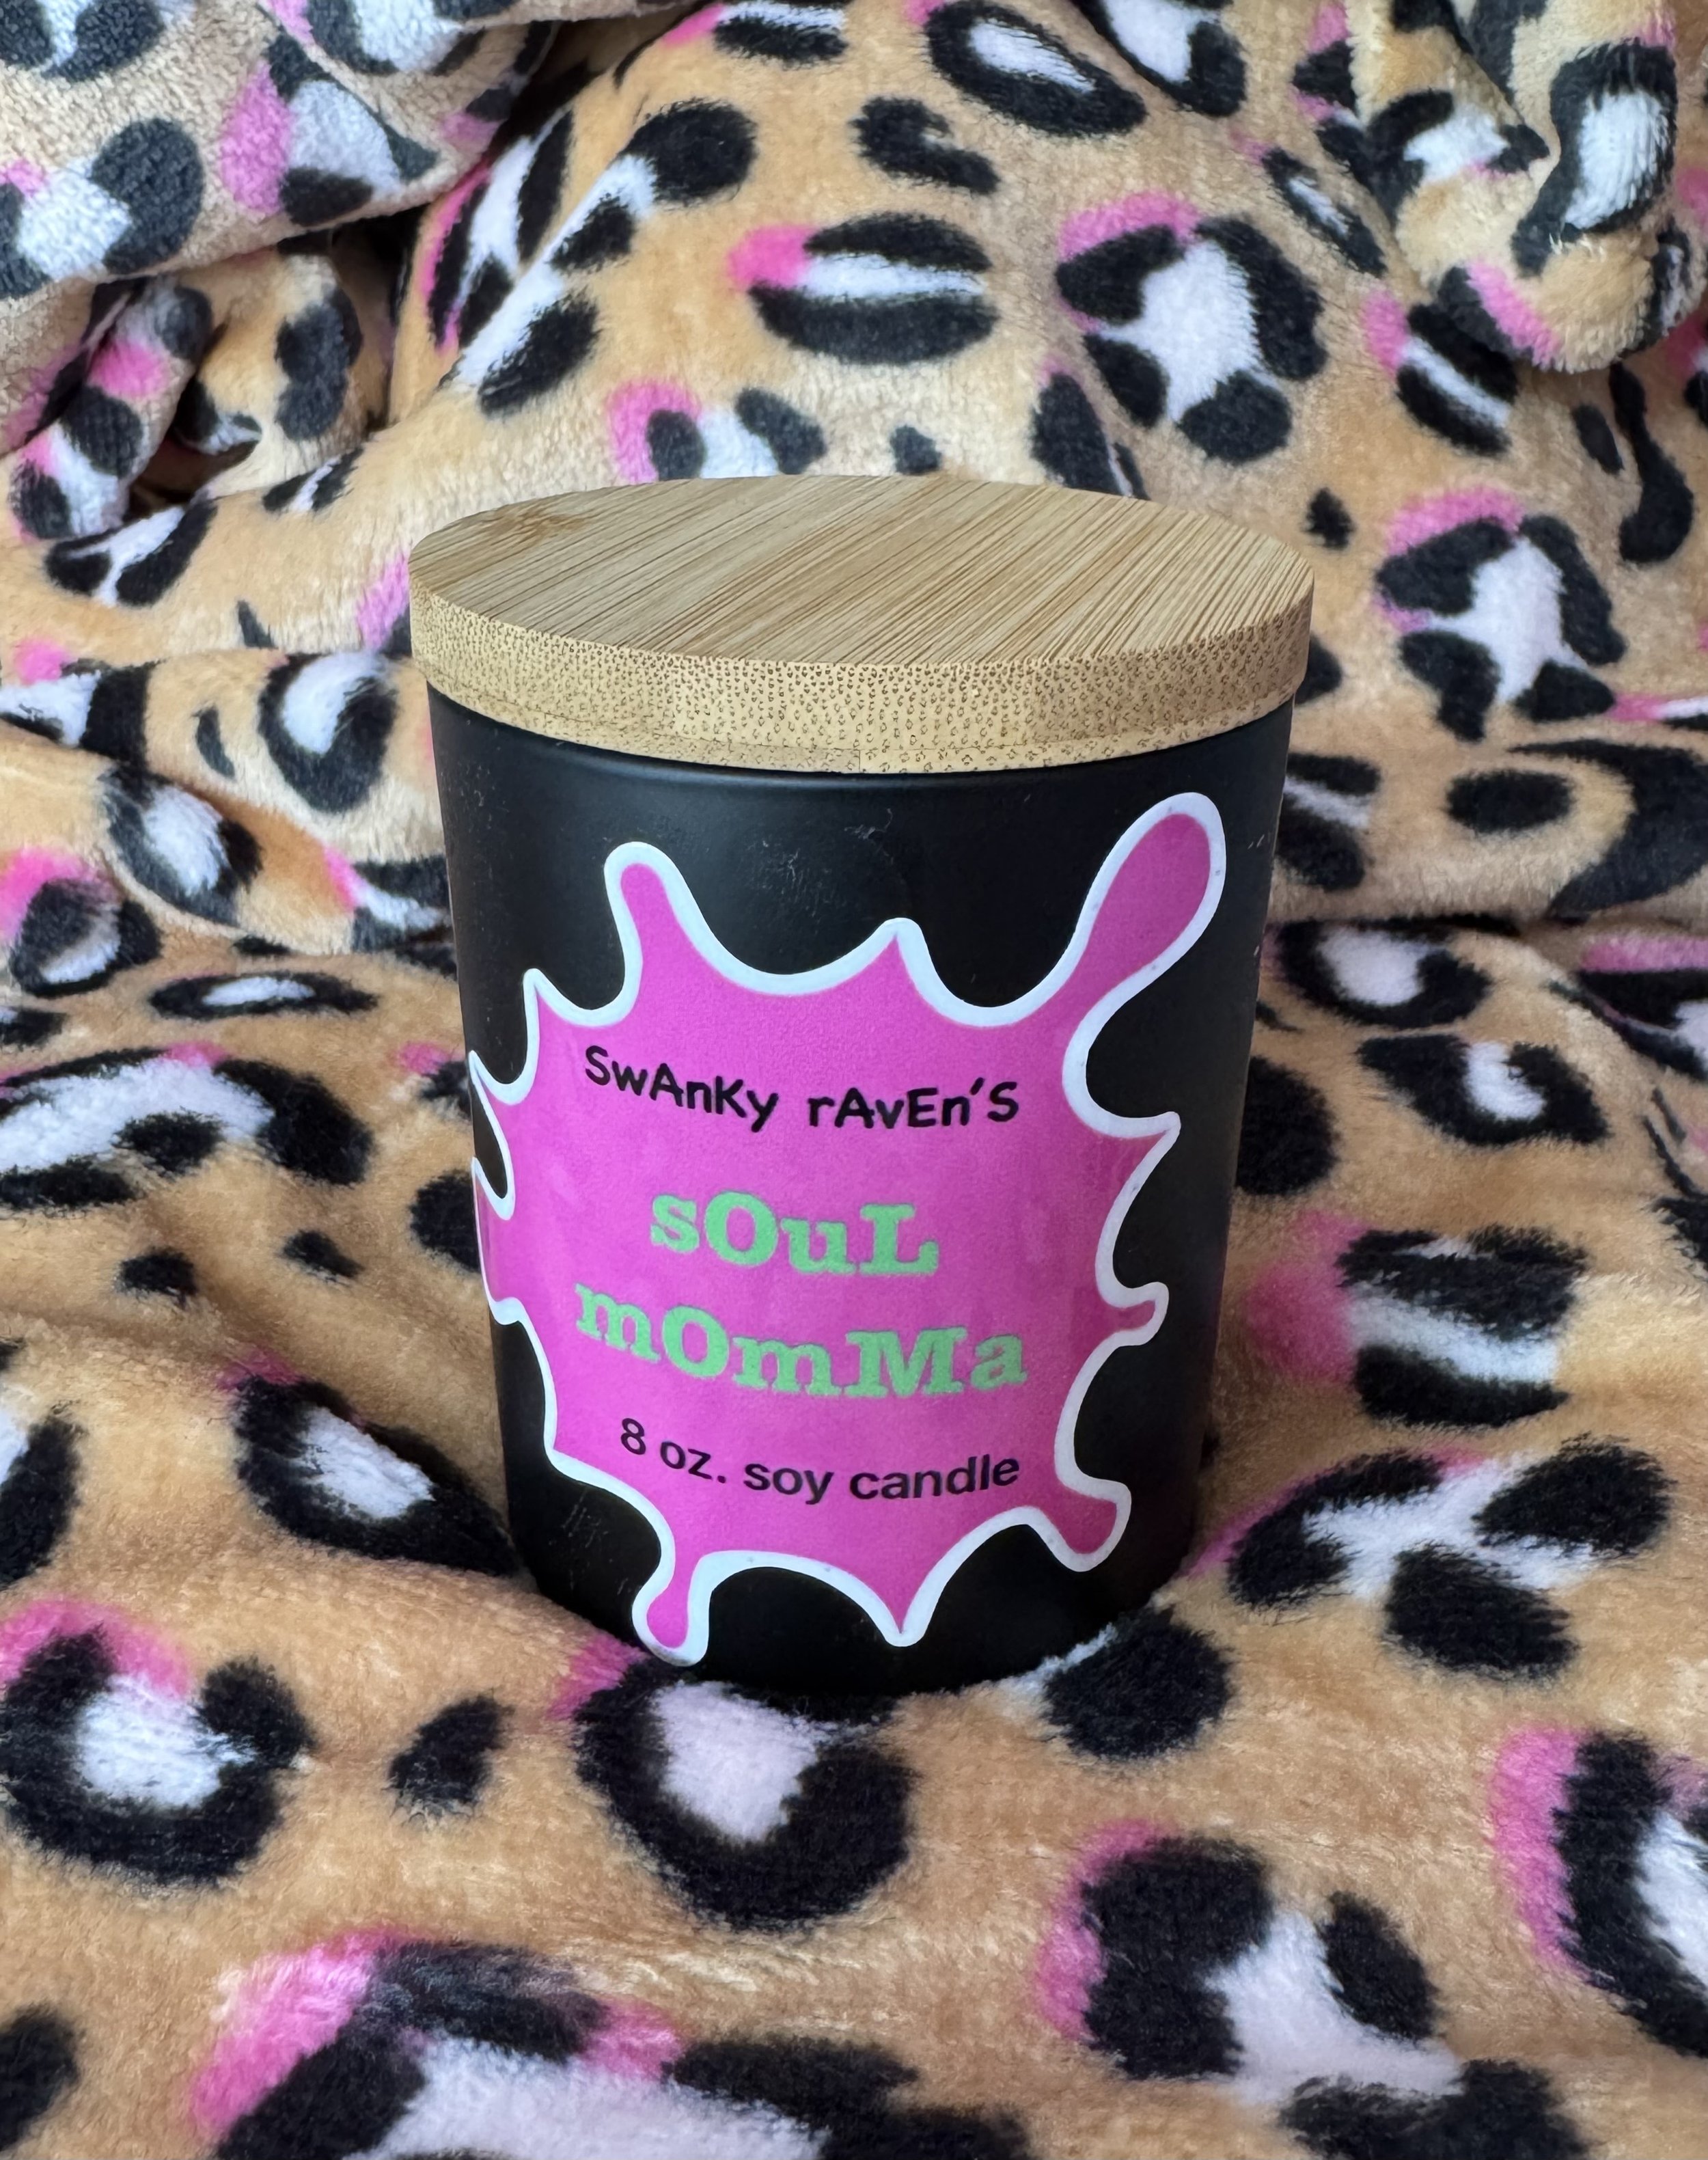 SwAnKy rAvEn'S
sOuL
mOmMa
8 oz. soy candle